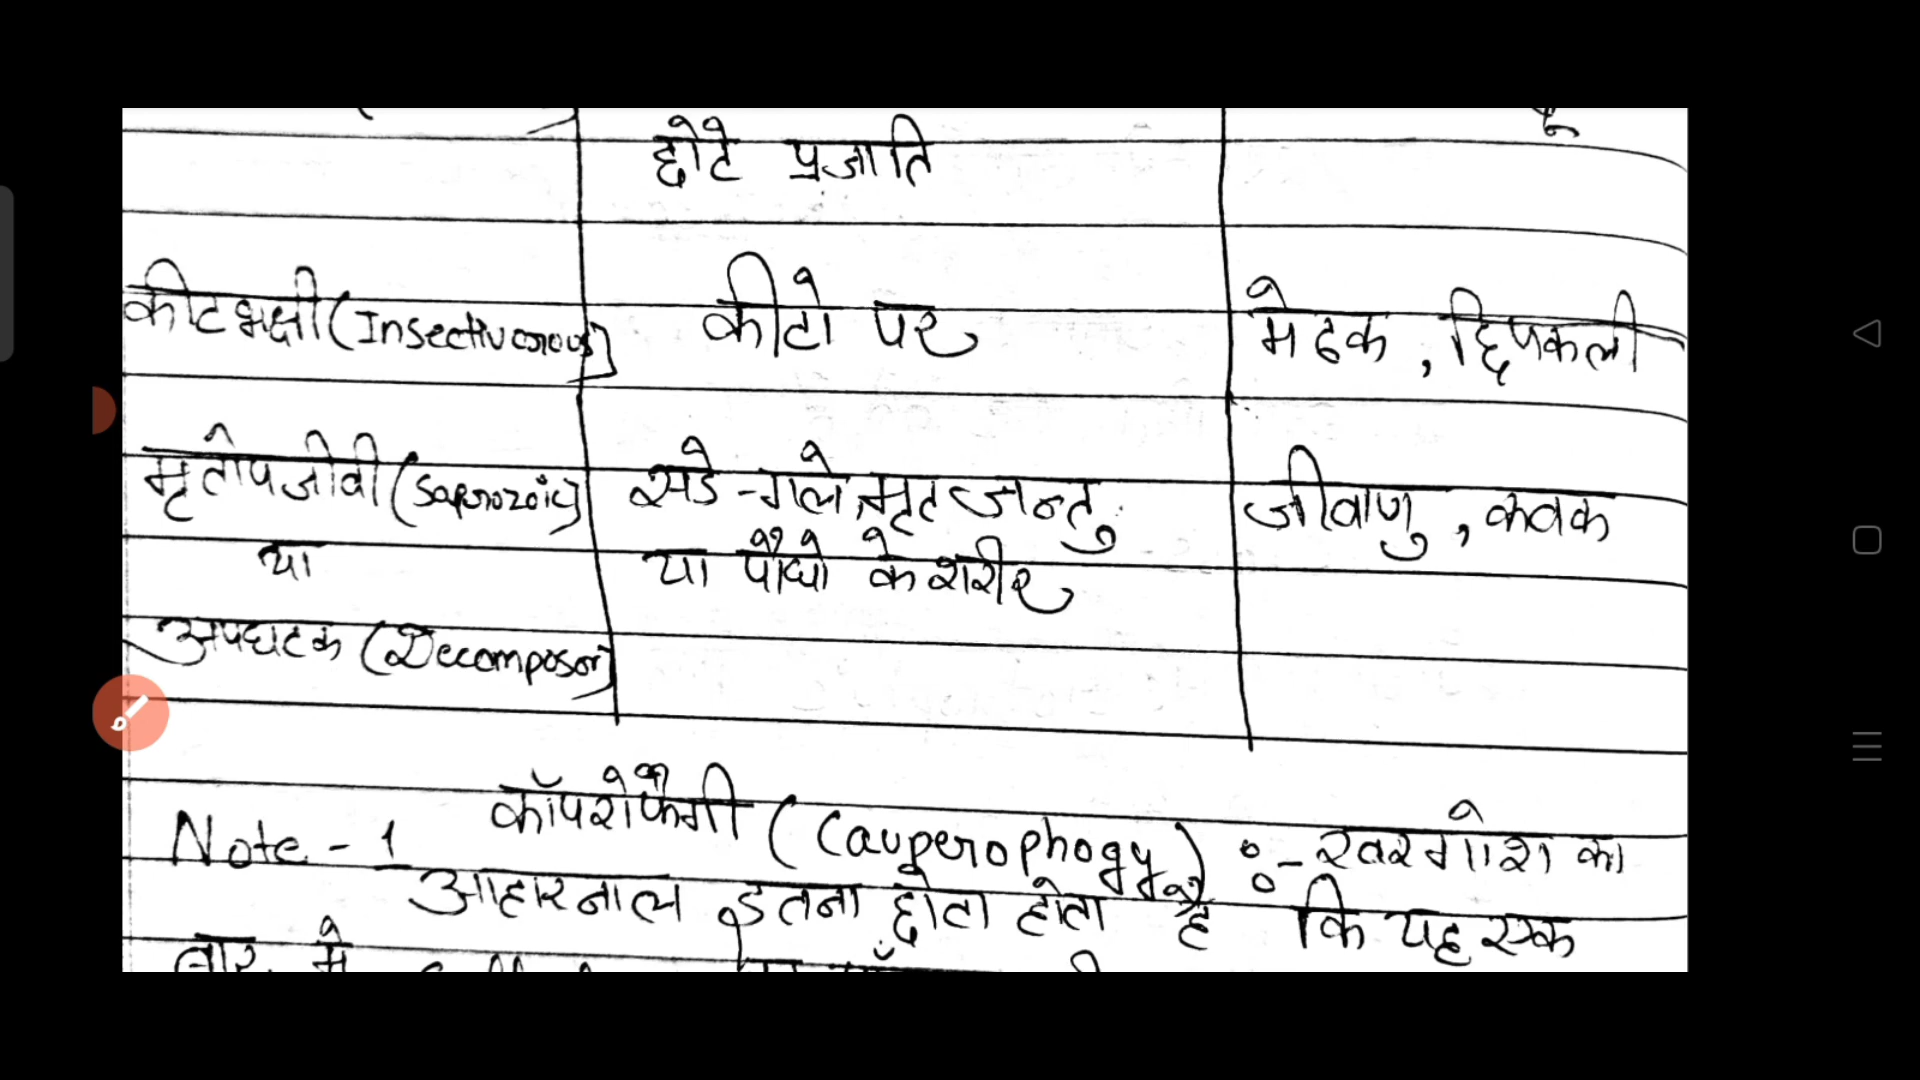 छोटे प्रजाति
कीटभक्षी (Insectivorous) कीटो पर मेढक, छिपकली
मृतोपजीवी (Saprozoic) सडे-गले, मृत जन्तु जीवाणु, कवक
या या पौधो के शरीर
अपघटक (Decomposor)
Note - 1 कॉपरोफैगी (Cauperophogy) :- खरगोश का
आहारनाल इतना छोटा होता है कि यह एक
बार मे